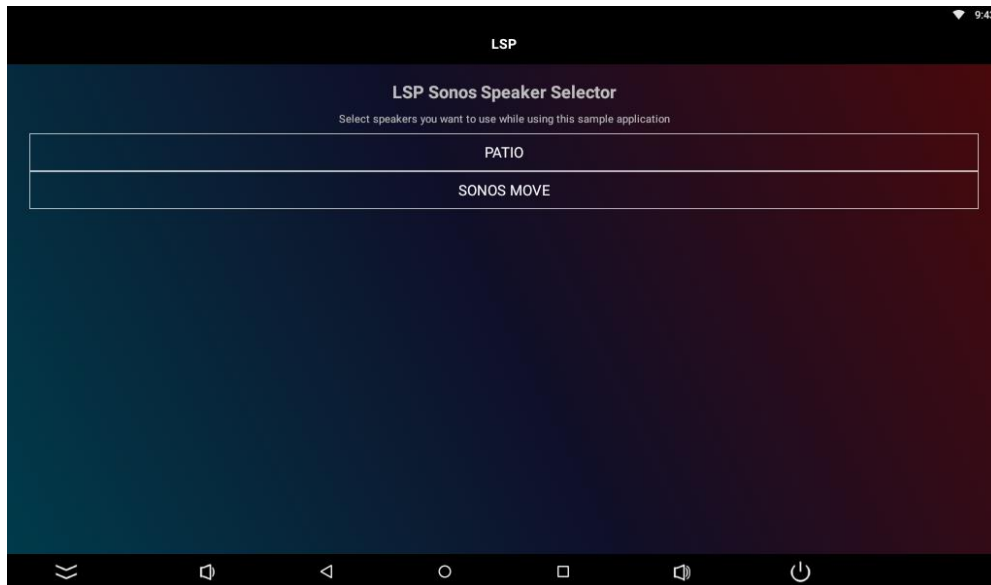 LSP
LSP Sonos Speaker Selector
Select speakers you want to use while using this sample application
PATIO
SONOS MOVE